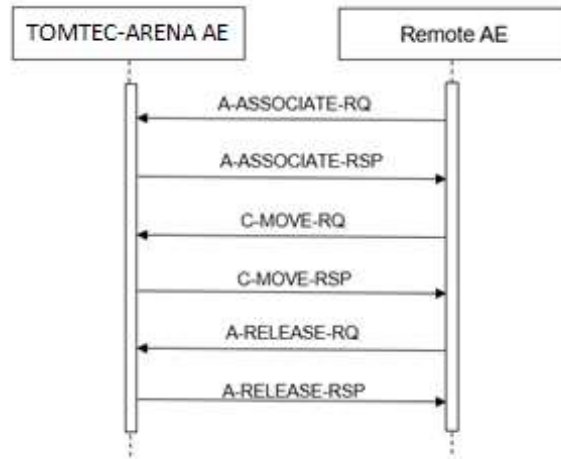 TOMTEC-ARENA AE
Remote AE
A-ASSOCIATE-RQ
A-ASSOCIATE-RSP
C-MOVE-RQ
C-MOVE-RSP
A-RELEASE-RQ
A-RELEASE-RSP